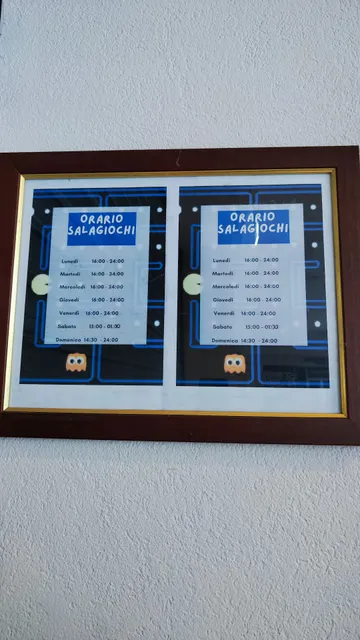 ORARIO
SALAGIOCHI
Lunedì 16:00 - 24:00
Martedì 16:00 - 24:00
Mercoledì 16:00 - 24:00
Giovedì 16:00 - 24:00
Venerdì 16:00 - 24:00
Sabato 15:00 - 01:30
Domenica 14:30 - 24:00
ORARIO
SALAGIOCHI
Lunedì 16:00 - 24:00
Martedì 16:00 - 24:00
Mercoledì 16:00 - 24:00
Giovedì 16:00 - 24:00
Venerdì 16:00 - 24:00
Sabato 15:00 - 01:30
Domenica 14:30 - 24:00